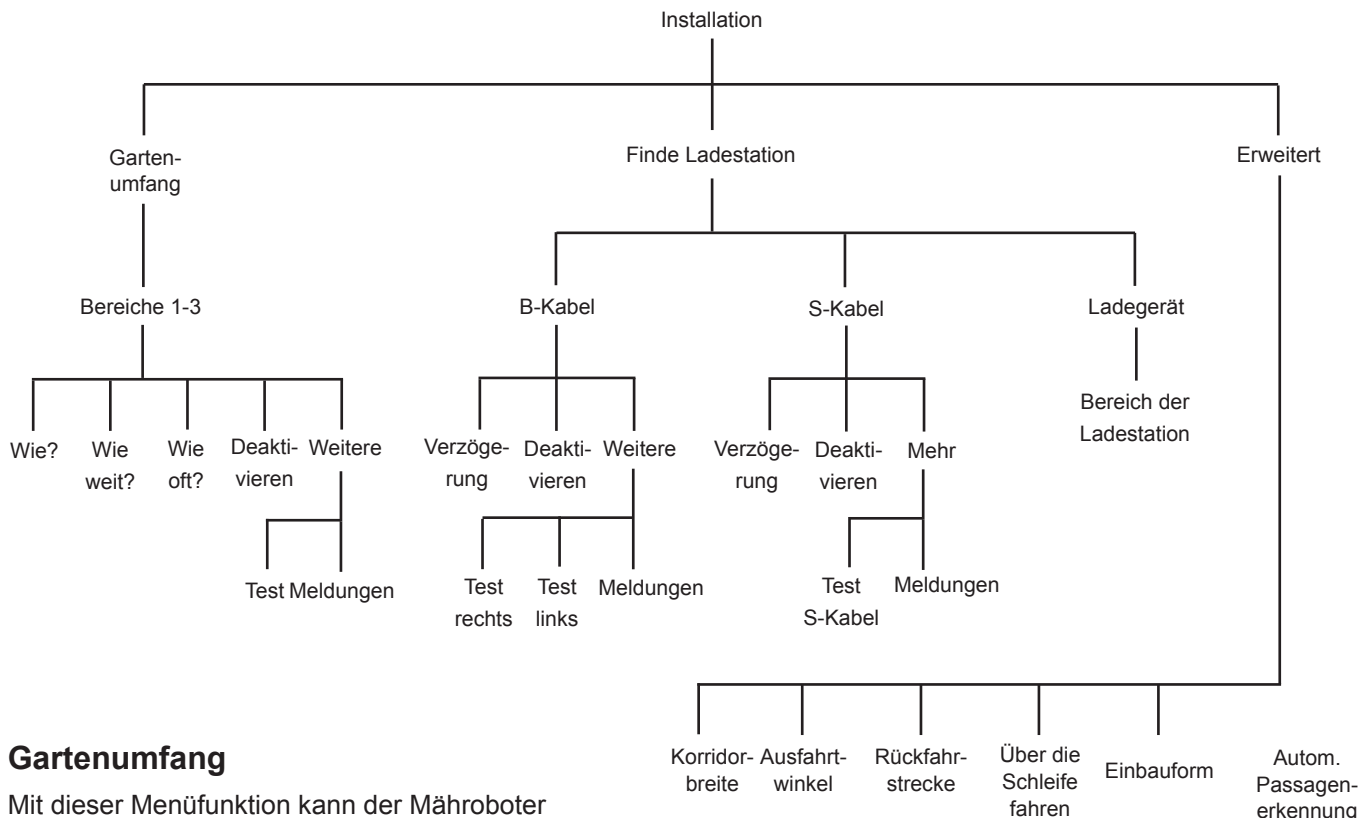 Installation
Garten-
umfang
Finde Ladestation
Erweitert
Bereiche 1-3
B-Kabel
S-Kabel
Ladegerät
Wie?
Wie
weit?
Wie
oft?
Deakti-
vieren
Weitere
Verzöge-
rung
Deakti-
vieren
Weitere
Verzöge-
rung
Deakti-
vieren
Mehr
Bereich der
Ladestation
Test
Meldungen
Test
rechts
Test
links
Meldungen
Test
S-Kabel
Meldungen
Korridor-
breite
Ausfahrt-
winkel
Rückfahr-
strecke
Über die
Schleife
fahren
Einbauform
Autom.
Passagen-
erkennung
Gartenumfang
Mit dieser Menüfunktion kann der Mähroboter